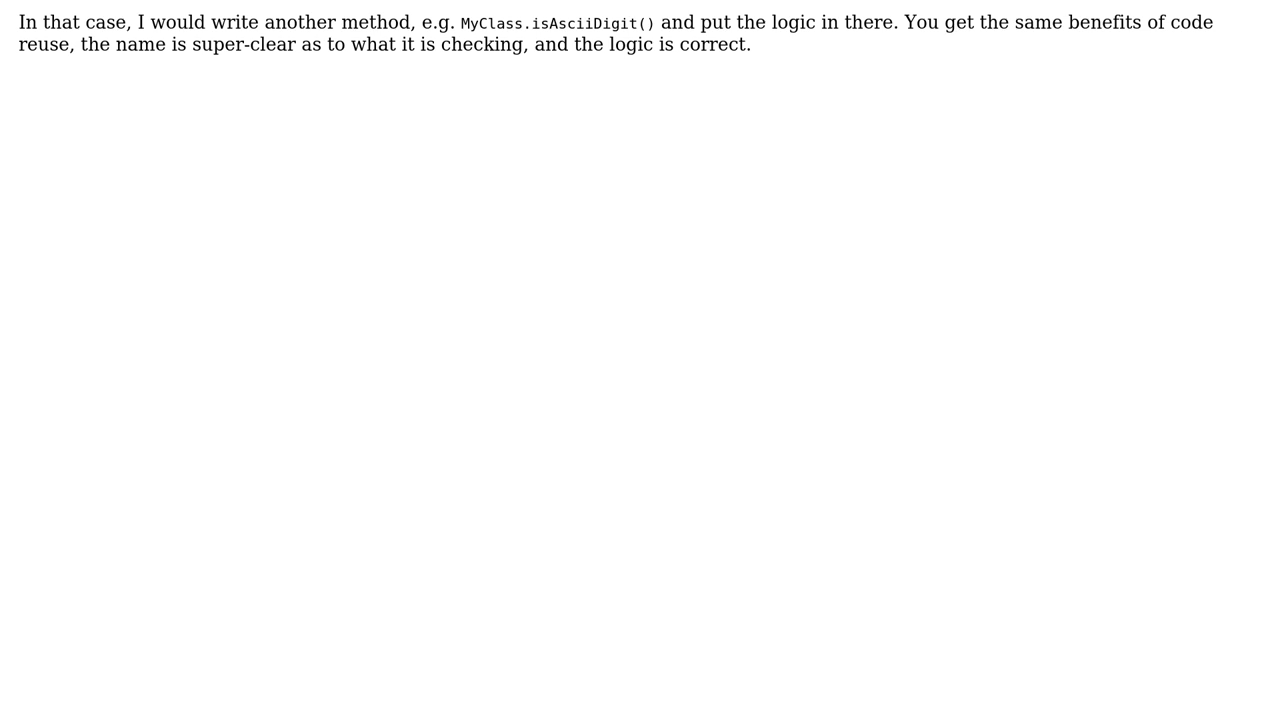 In that case, I would write another method, e.g. MyClass.isAsciiDigit() and put the logic in there. You get the same benefits of code
reuse, the name is super-clear as to what it is checking, and the logic is correct.